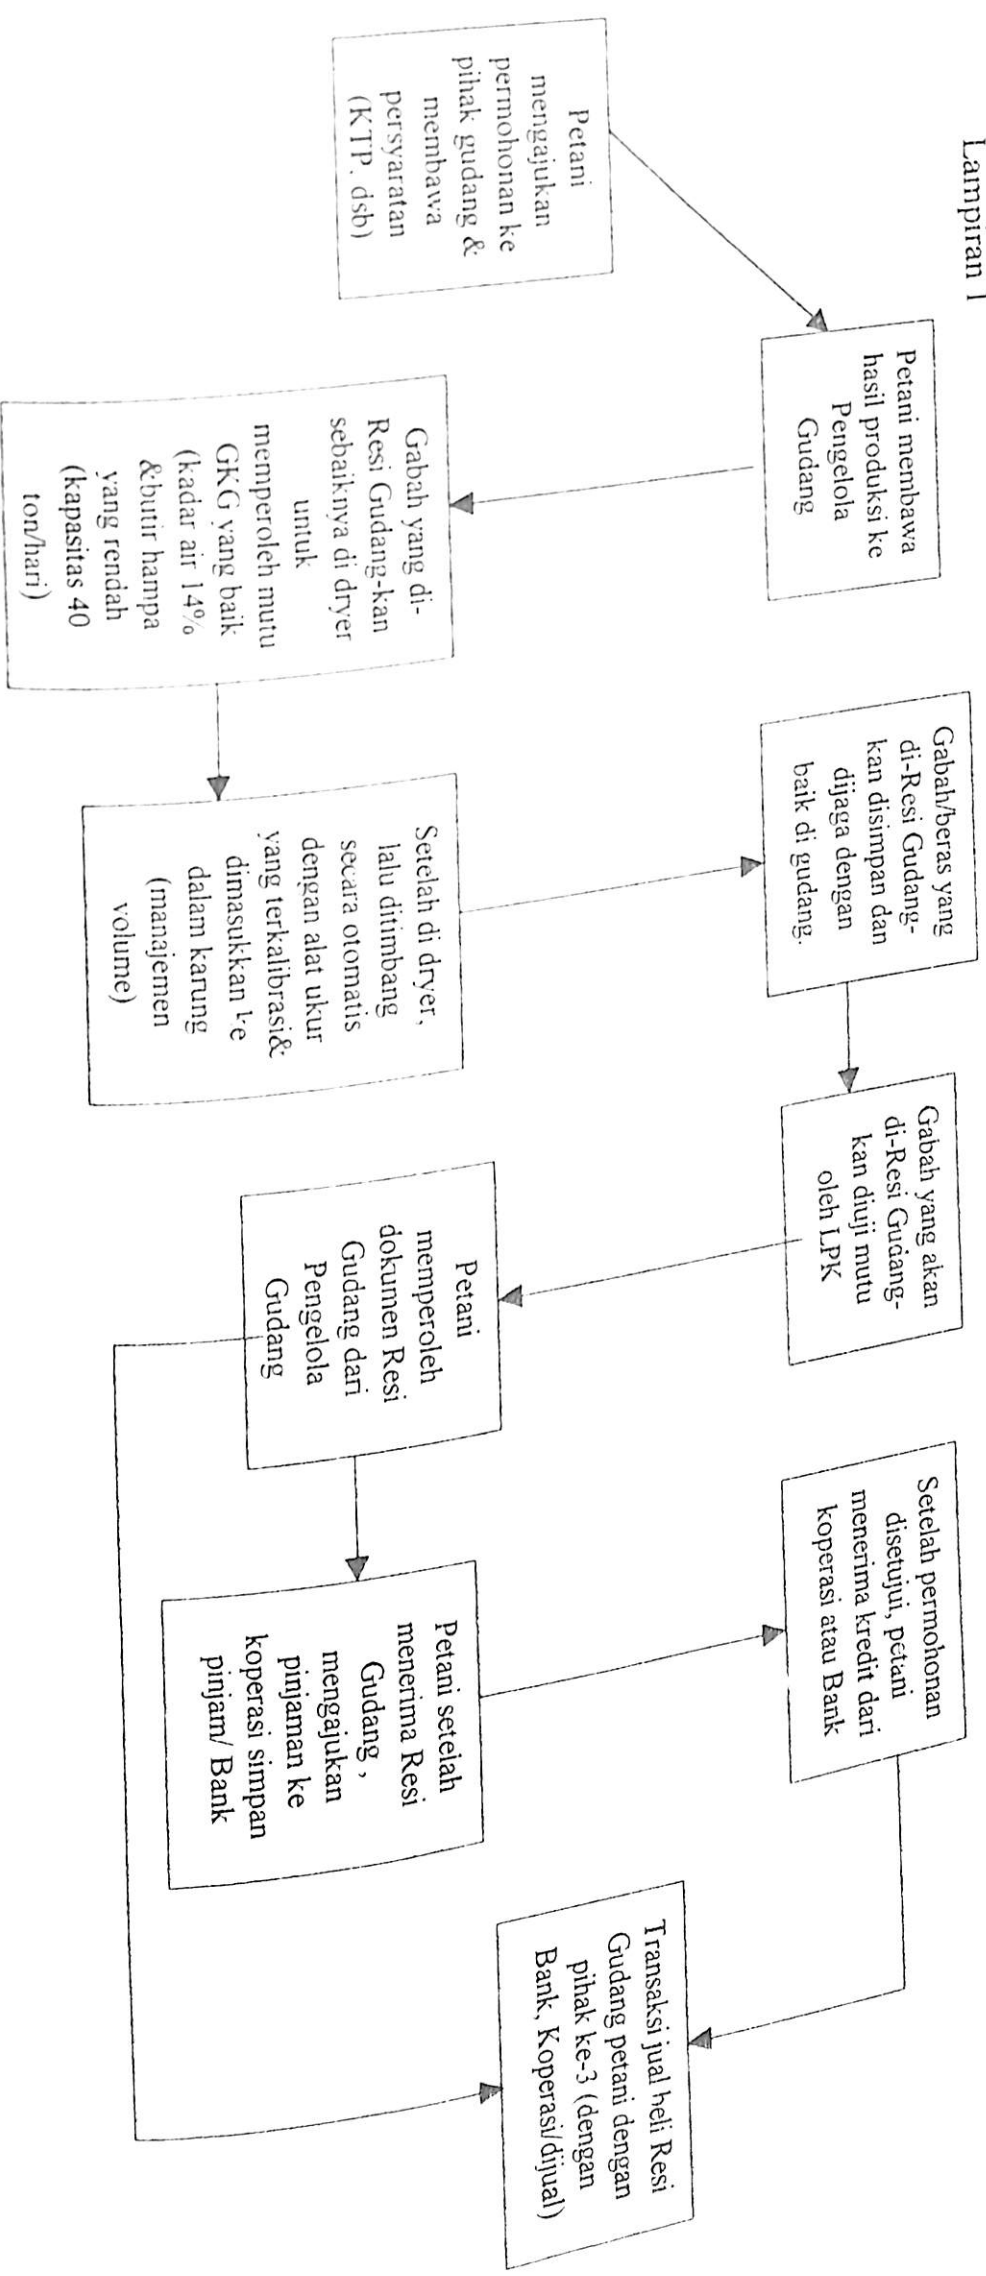 Lampiran 1
Petani
mengajukan
permohonan ke
pihak gudang &
membawa
persyaratan
(KTP. dsb)
Petani membawa
hasil produksi ke
Pengelola
Gudang
Gabah yang di-
Resi Gudang-kan
sebaiknya di dryer
untuk
memperoleh mutu
GKG yang baik
(kadar air 14%
&butir hampa
yang rendah
(kapasitas 40
ton/hari)
Setelah di dryer,
lalu ditimbang
secara otomatis
dengan alat ukur
yang terkalibrasi&
dimasukkan ke
dalam karung
(manajemen
volume)
Gabah/beras yang
di-Resi Gudang-
kan disimpan dan
dijaga dengan
baik di gudang.
Gabah yang akan
di-Resi Gudang-
kan diuji mutu
oleh LPK
Petani
memperoleh
dokumen Resi
Gudang dari
Pengelola
Gudang
Petani setelah
menerima Resi
Gudang ,
mengajukan
pinjaman ke
koperasi simpan
pinjam/ Bank
Setelah permohonan
disetujui, petani
menerima kredit dari
koperasi atau Bank
Transaksi jual beli Resi
Gudang petani dengan
pihak ke-3 (dengan
Bank, Koperasi/dijual)